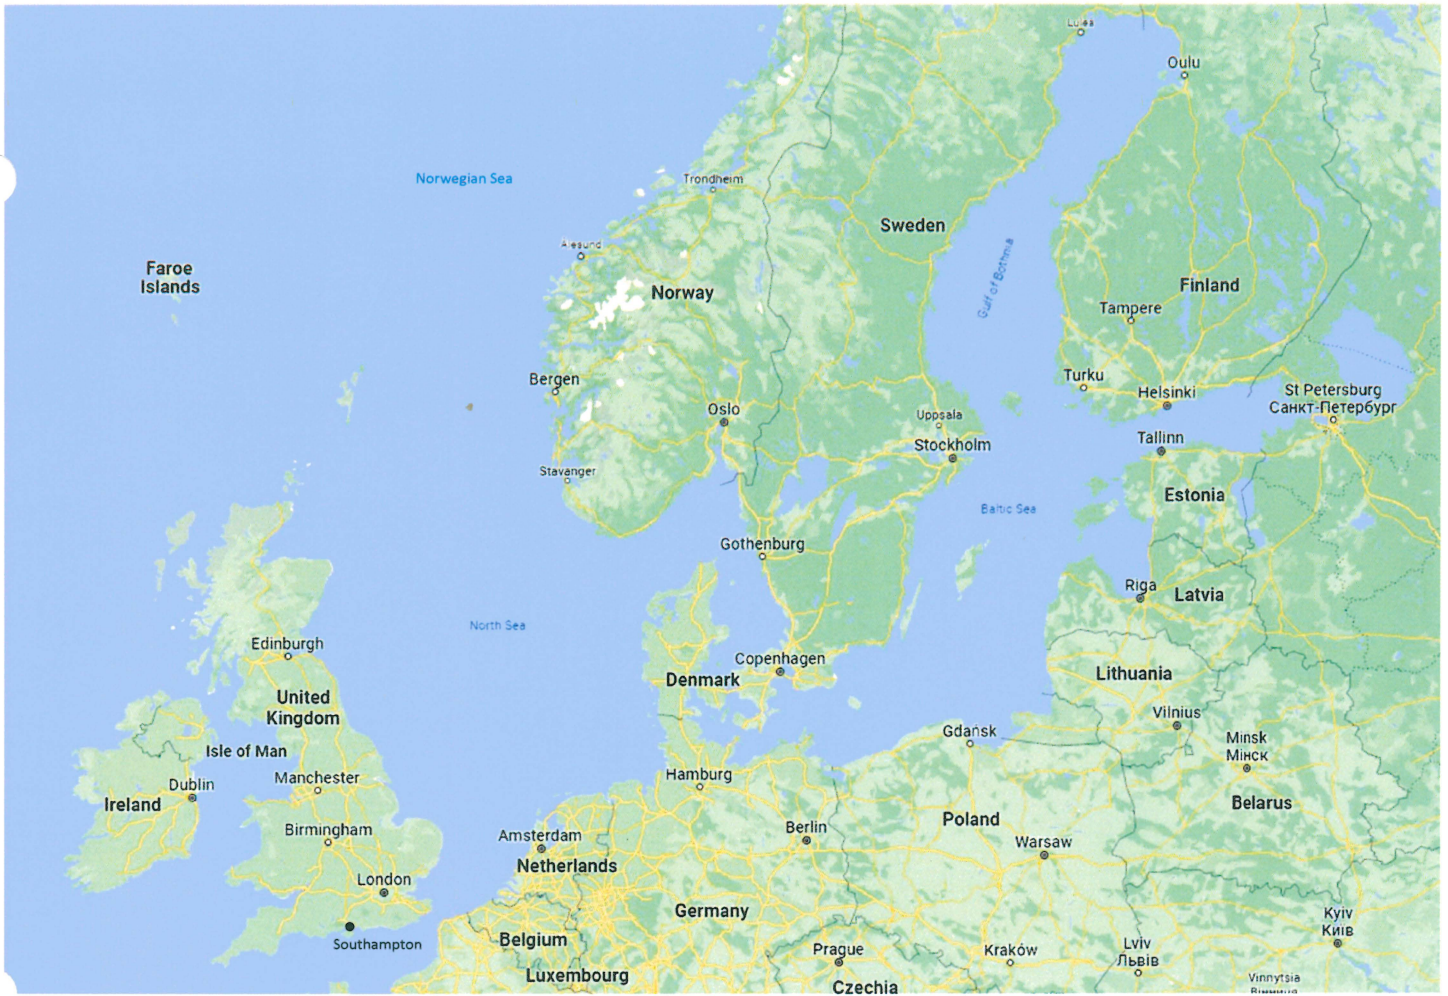 Luleå
Oulu
Norwegian Sea
Trondheim
Sweden
Ålesund
Gulf of Bothnia
Faroe
Islands
Norway
Finland
Tampere
Bergen
Turku
Helsinki
St Petersburg
Санкт-Петербург
Oslo
Uppsala
Stockholm
Tallinn
Stavanger
Estonia
Baltic Sea
Gothenburg
Riga
Latvia
North Sea
Edinburgh
Copenhagen
Denmark
Lithuania
United
Kingdom
Vilnius
Gdańsk
Minsk
Мінск
Isle of Man
Hamburg
Manchester
Dublin
Ireland
Belarus
Poland
Birmingham
Amsterdam
Berlin
Warsaw
Netherlands
London
Germany
Kyiv
Київ
Southampton
Belgium
Prague
Kraków
Lviv
Львів
Luxembourg
Czechia
Vinnytsia
Вінниця